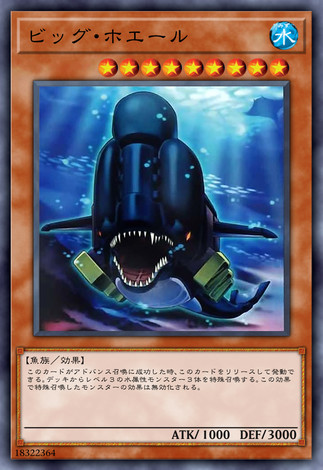 ビッグ・ホエール
水
【魚族／効果】
このカードがアドバンス召喚に成功した時、このカードをリリースして発動で
きる。デッキからレベル３の水属性モンスター３体を特殊召喚する。この効果
で特殊召喚したモンスターの効果は無効化される。
ATK/ 1000 DEF/ 3000
18322364